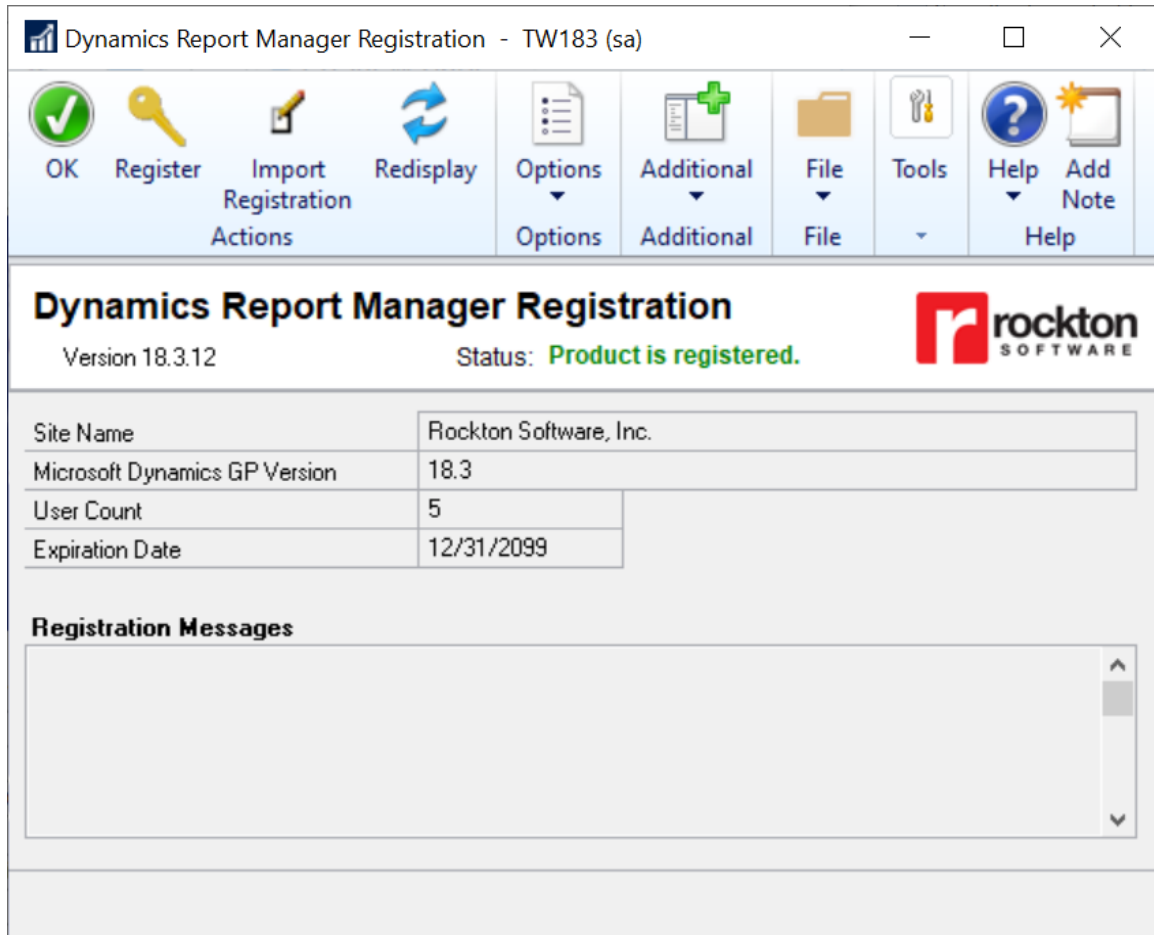 Dynamics Report Manager Registration - TW183 (sa)
OK
Register
Import
Registration
Redisplay
Actions
Options
Options
Additional
Additional
File
File
Tools
Help
Add
Note
Help
Dynamics Report Manager Registration
Version 18.3.12
Status: Product is registered.
rockton
SOFTWARE
Site Name Rockton Software, Inc.
Microsoft Dynamics GP Version 18.3
User Count 5
Expiration Date 12/31/2099
Registration Messages